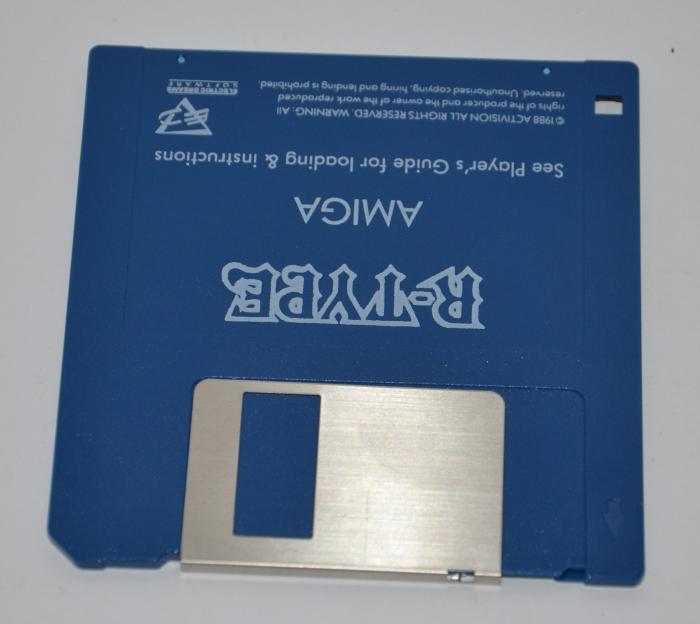 R-TYPE
AMIGA
See Player's Guide for loading & instructions
©1988 ACTIVISION ALL RIGHTS RESERVED. WARNING: All
rights of the producer and the owner of the work reproduced
reserved. Unauthorised copying, hiring and lending is prohibited.
ELECTRIC DREAMS
SOFTWARE